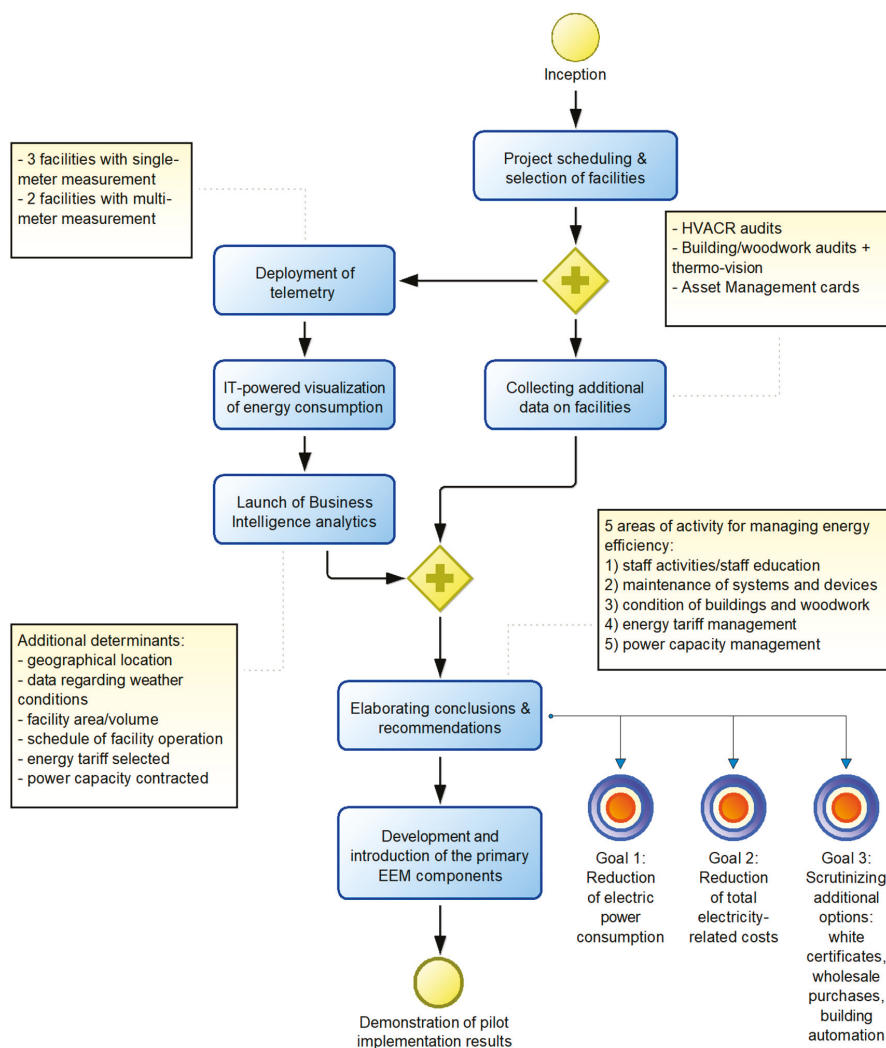 Inception
Project scheduling &
selection of facilities
- 3 facilities with single-
meter measurement
- 2 facilities with multi-
meter measurement
- HVACR audits
- Building/woodwork audits +
thermo-vision
- Asset Management cards
Deployment of
telemetry
IT-powered visualization
of energy consumption
Collecting additional
data on facilities
Launch of Business
Intelligence analytics
5 areas of activity for managing energy
efficiency:
1) staff activities/staff education
2) maintenance of systems and devices
3) condition of buildings and woodwork
4) energy tariff management
5) power capacity management
Additional determinants:
- geographical location
- data regarding weather
conditions
- facility area/volume
- schedule of facility operation
- energy tariff selected
- power capacity contracted
Elaborating conclusions &
recommendations
Development and
introduction of the primary
EEM components
Goal 1:
Reduction
of electric
power
consumption
Goal 2:
Reduction
of total
electricity-
related costs
Goal 3:
Scrutinizing
additional
options:
white
certificates,
wholesale
purchases,
building
automation
Demonstration of pilot
implementation results